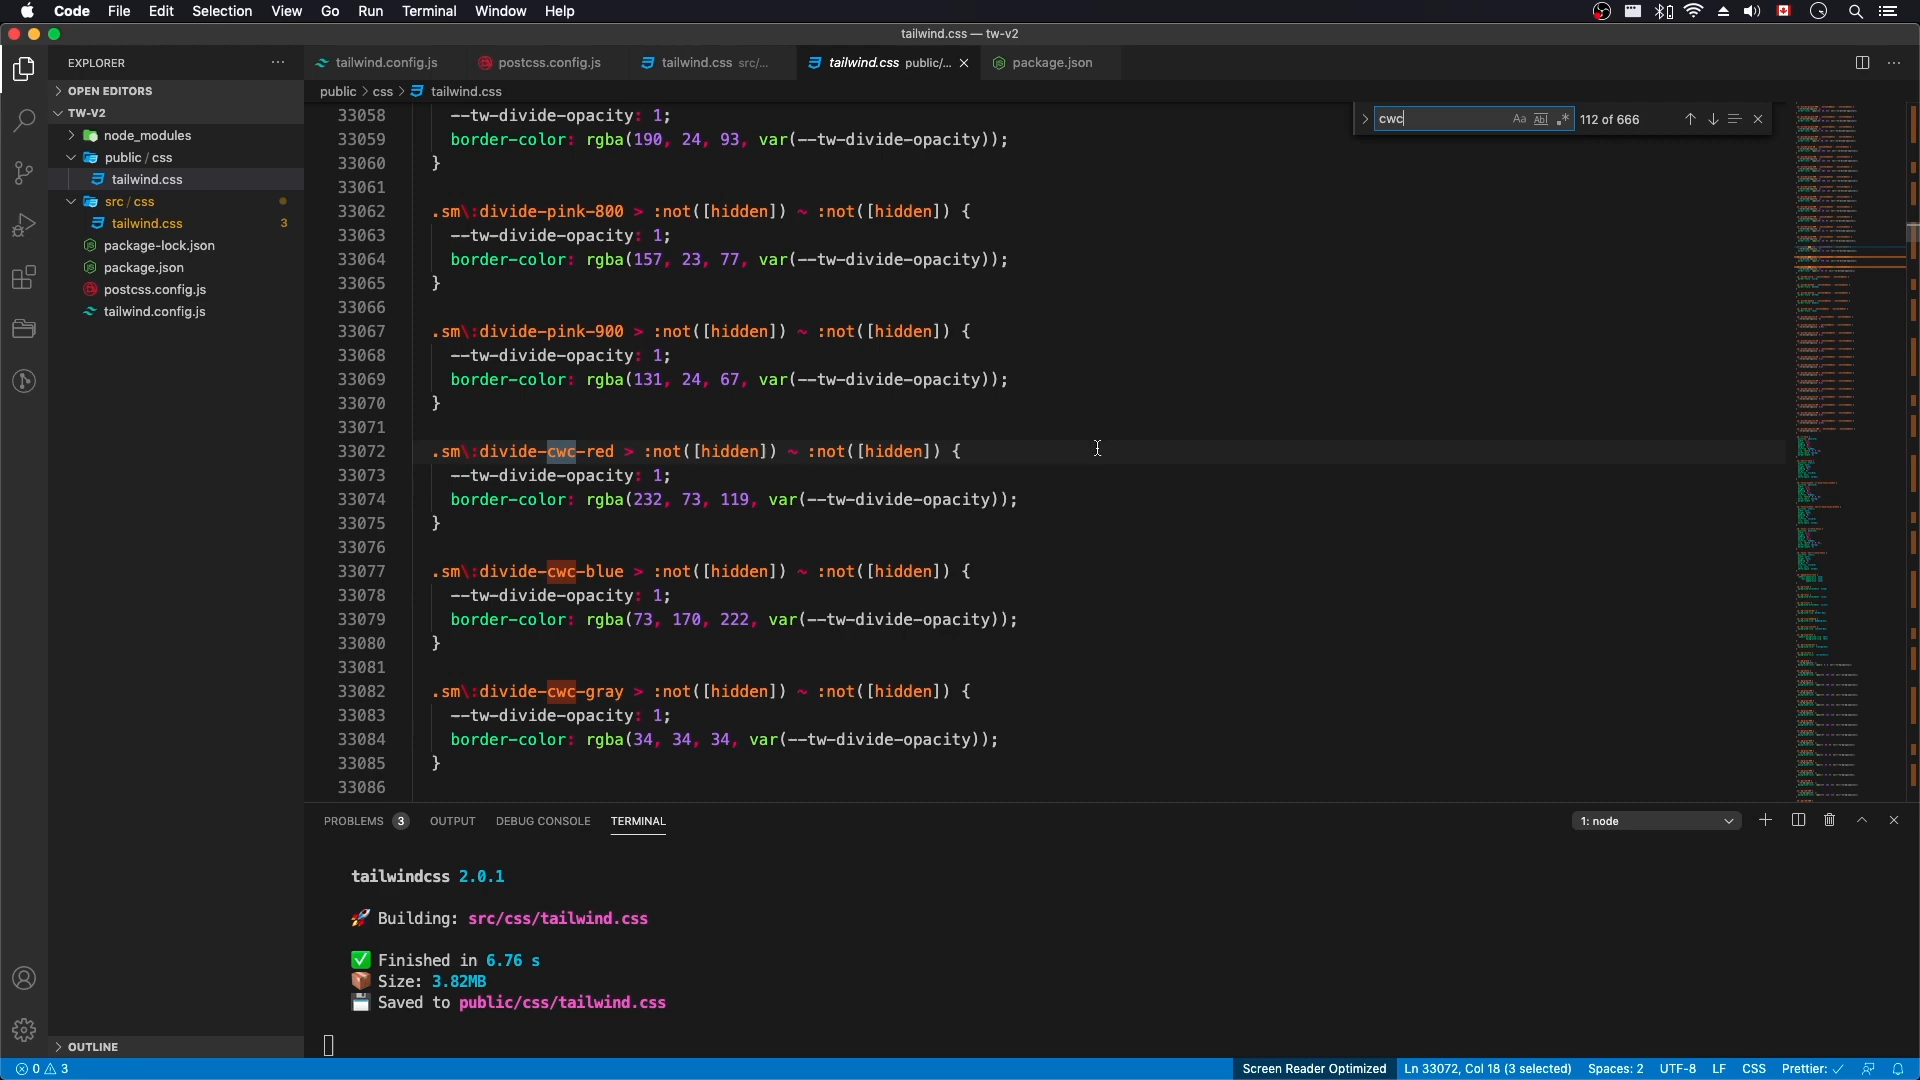 Code File Edit Selection View Go Run Terminal Window Help
tailwind.css — tw-v2
EXPLORER
OPEN EDITORS
TW-V2
node_modules
public / css
tailwind.css
src / css
tailwind.css 3
package-lock.json
package.json
postcss.config.js
tailwind.config.js
OUTLINE
tailwind.config.js postcss.config.js tailwind.css src/... tailwind.css public/... package.json
public > css > tailwind.css
cwc Aa Abl .* 112 of 666
33058 --tw-divide-opacity: 1;
33059 border-color: rgba(190, 24, 93, var(--tw-divide-opacity));
33060 }
33061
33062 .sm\:divide-pink-800 > :not([hidden]) ~ :not([hidden]) {
33063 --tw-divide-opacity: 1;
33064 border-color: rgba(157, 23, 77, var(--tw-divide-opacity));
33065 }
33066
33067 .sm\:divide-pink-900 > :not([hidden]) ~ :not([hidden]) {
33068 --tw-divide-opacity: 1;
33069 border-color: rgba(131, 24, 67, var(--tw-divide-opacity));
33070 }
33071
33072 .sm\:divide-cwc-red > :not([hidden]) ~ :not([hidden]) {
33073 --tw-divide-opacity: 1;
33074 border-color: rgba(232, 73, 119, var(--tw-divide-opacity));
33075 }
33076
33077 .sm\:divide-cwc-blue > :not([hidden]) ~ :not([hidden]) {
33078 --tw-divide-opacity: 1;
33079 border-color: rgba(73, 170, 222, var(--tw-divide-opacity));
33080 }
33081
33082 .sm\:divide-cwc-gray > :not([hidden]) ~ :not([hidden]) {
33083 --tw-divide-opacity: 1;
33084 border-color: rgba(34, 34, 34, var(--tw-divide-opacity));
33085 }
33086
PROBLEMS 3 OUTPUT DEBUG CONSOLE TERMINAL 1: node
tailwindcss 2.0.1
🚀 Building: src/css/tailwind.css
✅ Finished in 6.76 s
📦 Size: 3.82MB
💾 Saved to public/css/tailwind.css
0 3 Screen Reader Optimized Ln 33072, Col 18 (3 selected) Spaces: 2 UTF-8 LF CSS Prettier: ✓